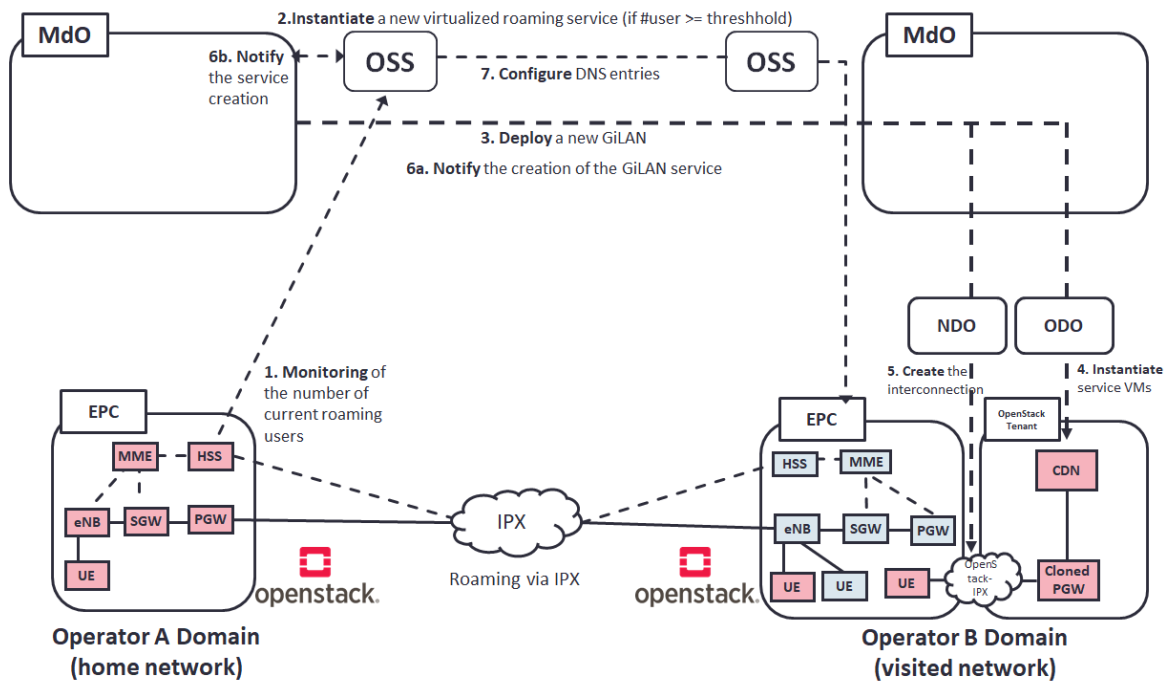 2.Instantiate a new virtualized roaming service (if #user >= threshhold)
MdO
6b. Notify
the service
creation
OSS
7. Configure DNS entries
OSS
MdO
3. Deploy a new GiLAN
6a. Notify the creation of the GiLAN service
NDO
ODO
1. Monitoring of
the number of
current roaming
users
5. Create the
interconnection
4. Instantiate
service VMs
EPC
MME
HSS
eNB
SGW
PGW
UE
openstack.
IPX
Roaming via IPX
openstack.
EPC
HSS
MME
eNB
SGW
PGW
UE
UE
UE
OpenS
tack-
IPX
OpenStack
Tenant
CDN
Cloned
PGW
Operator A Domain
(home network)
Operator B Domain
(visited network)